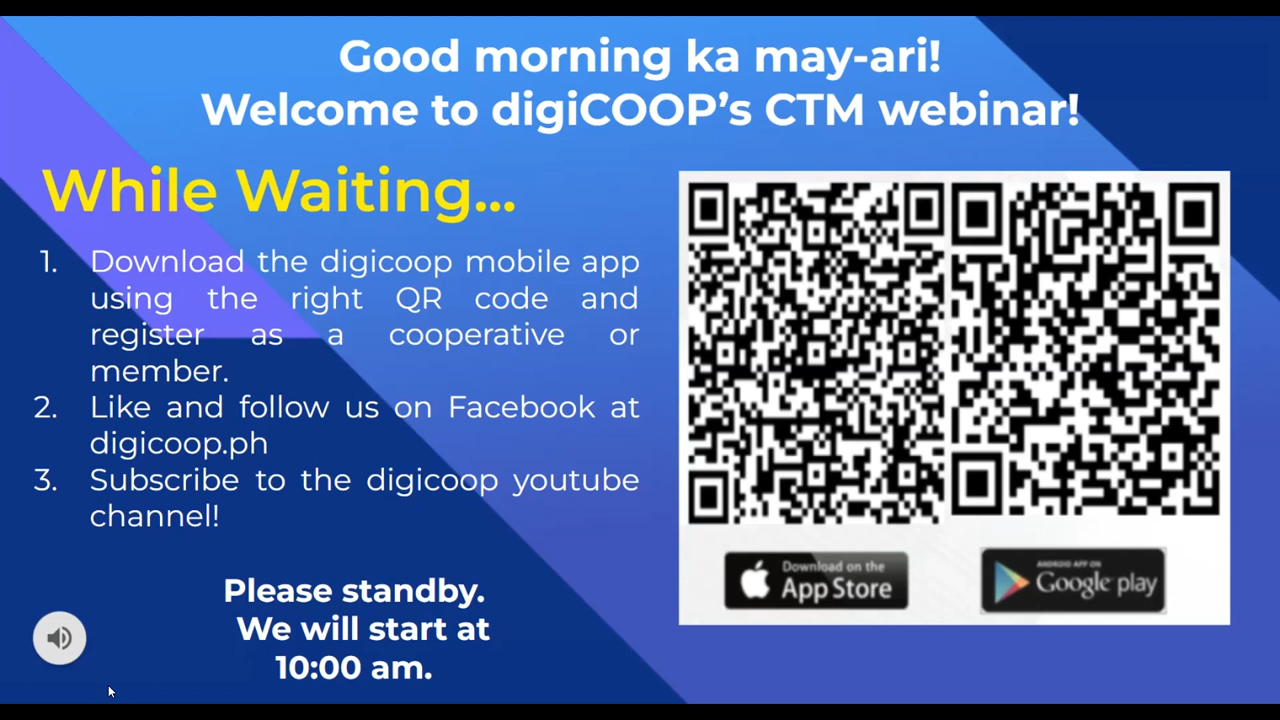 Good morning ka may-ari!
Welcome to digiCOOP’s CTM webinar!
While Waiting...
1. Download the digicoop mobile app
using the right QR code and
register as a cooperative or
member.
2. Like and follow us on Facebook at
digicoop.ph
3. Subscribe to the digicoop youtube
channel!
Please standby.
We will start at
10:00 am.
Download on the
App Store
ANDROID APP ON
Google play